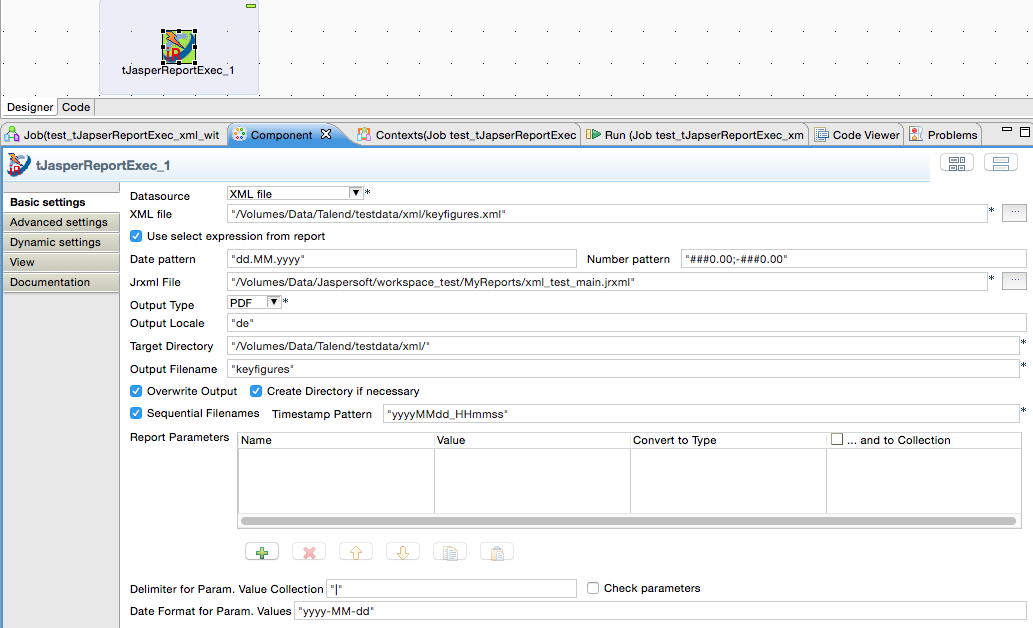 tJasperReportExec_1
Designer Code
Job(test_tJapserReportExec_xml_wit Component Contexts(Job test_tJapserReportExec Run (Job test_tJapserReportExec_xm Code Viewer Problems
tJasperReportExec_1
Basic settings
Advanced settings
Dynamic settings
View
Documentation
Datasource XML file *
XML file "/Volumes/Data/Talend/testdata/xml/keyfigures.xml" * ...
Use select expression from report
Date pattern "dd.MM.yyyy" Number pattern "###0.00;-###0.00"
Jrxml File "/Volumes/Data/Jaspersoft/workspace_test/MyReports/xml_test_main.jrxml" * ...
Output Type PDF *
Output Locale "de"
Target Directory "/Volumes/Data/Talend/testdata/xml/" *
Output Filename "keyfigures" *
Overwrite Output Create Directory if necessary
Sequential Filenames Timestamp Pattern "yyyyMMdd_HHmmss" *
Report Parameters Name Value Convert to Type ... and to Collection
Delimiter for Param. Value Collection "|" Check parameters
Date Format for Param. Values "yyyy-MM-dd"